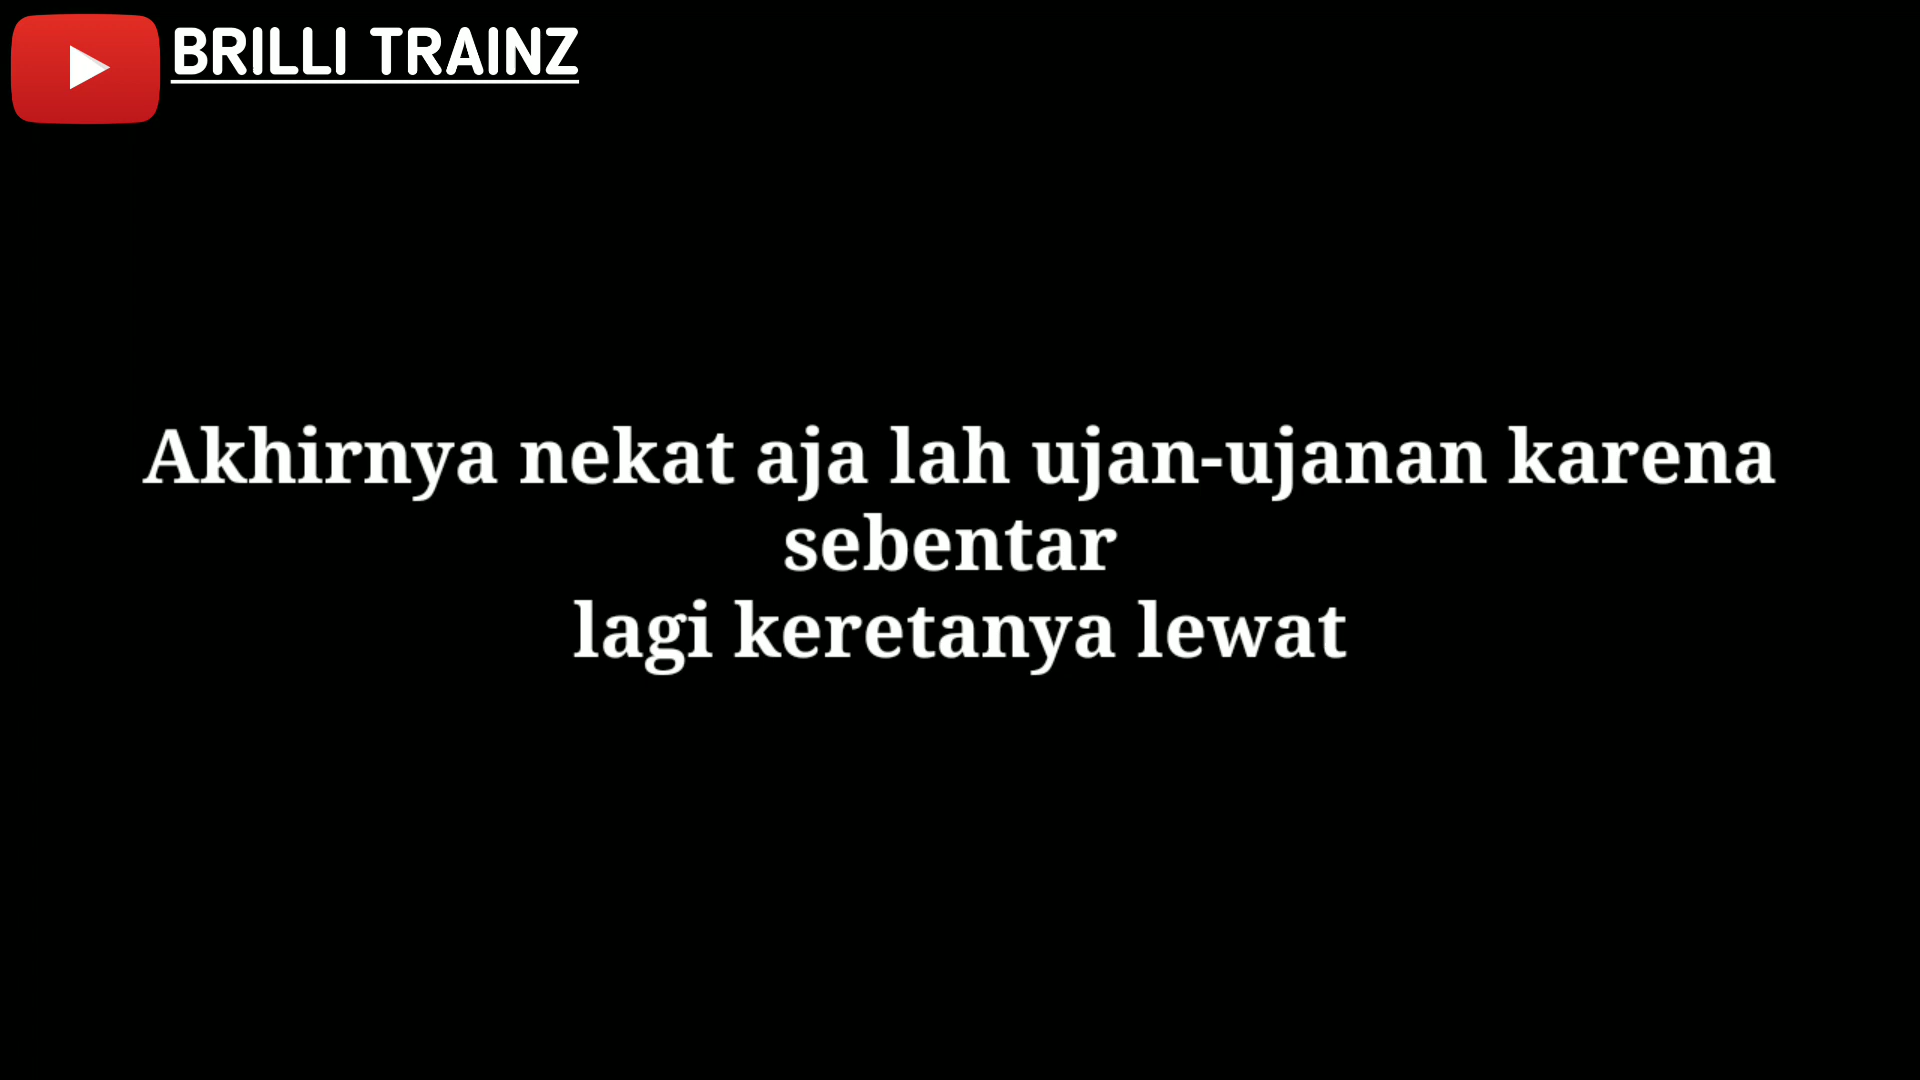 BRILLI TRAINZ
Akhirnya nekat aja lah ujan-ujanan karena
sebentar
lagi keretanya lewat